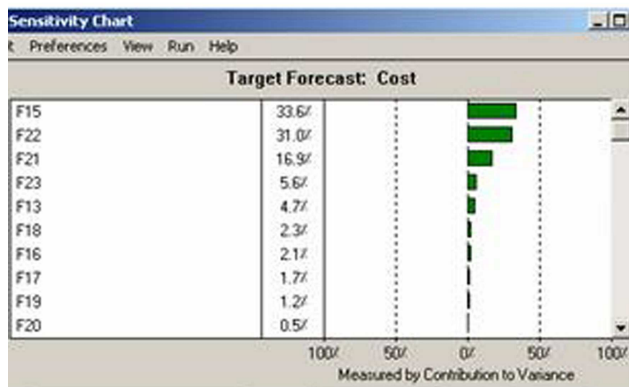 Sensitivity Chart
t Preferences View Run Help
Target Forecast: Cost
F15 33.6%
F22 31.0%
F21 16.9%
F23 5.6%
F13 4.7%
F18 2.3%
F16 2.1%
F17 1.7%
F19 1.2%
F20 0.5%
100% 50% 0% 50% 100%
Measured by Contribution to Variance